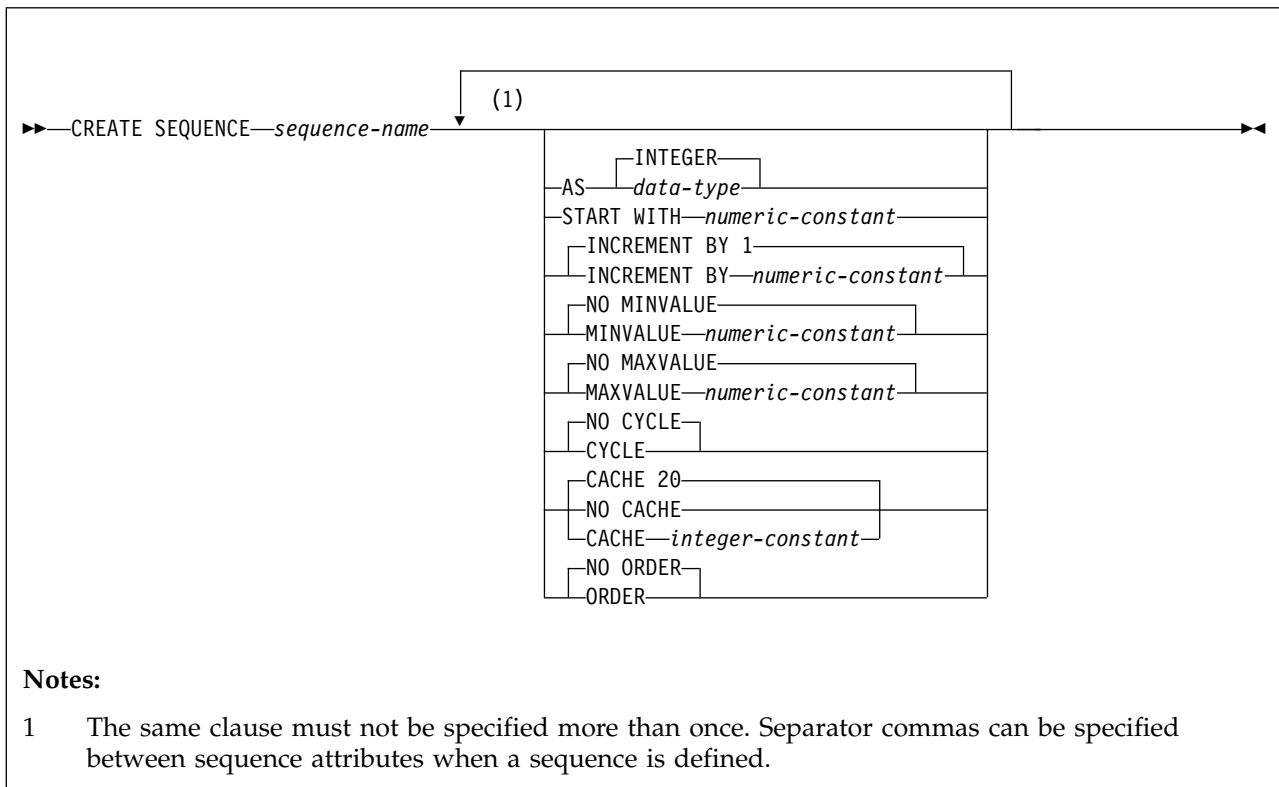 (1)
CREATE SEQUENCE sequence-name
INTEGER
AS data-type
START WITH numeric-constant
INCREMENT BY 1
INCREMENT BY numeric-constant
NO MINVALUE
MINVALUE numeric-constant
NO MAXVALUE
MAXVALUE numeric-constant
NO CYCLE
CYCLE
CACHE 20
NO CACHE
CACHE integer-constant
NO ORDER
ORDER
Notes:
1 The same clause must not be specified more than once. Separator commas can be specified
between sequence attributes when a sequence is defined.